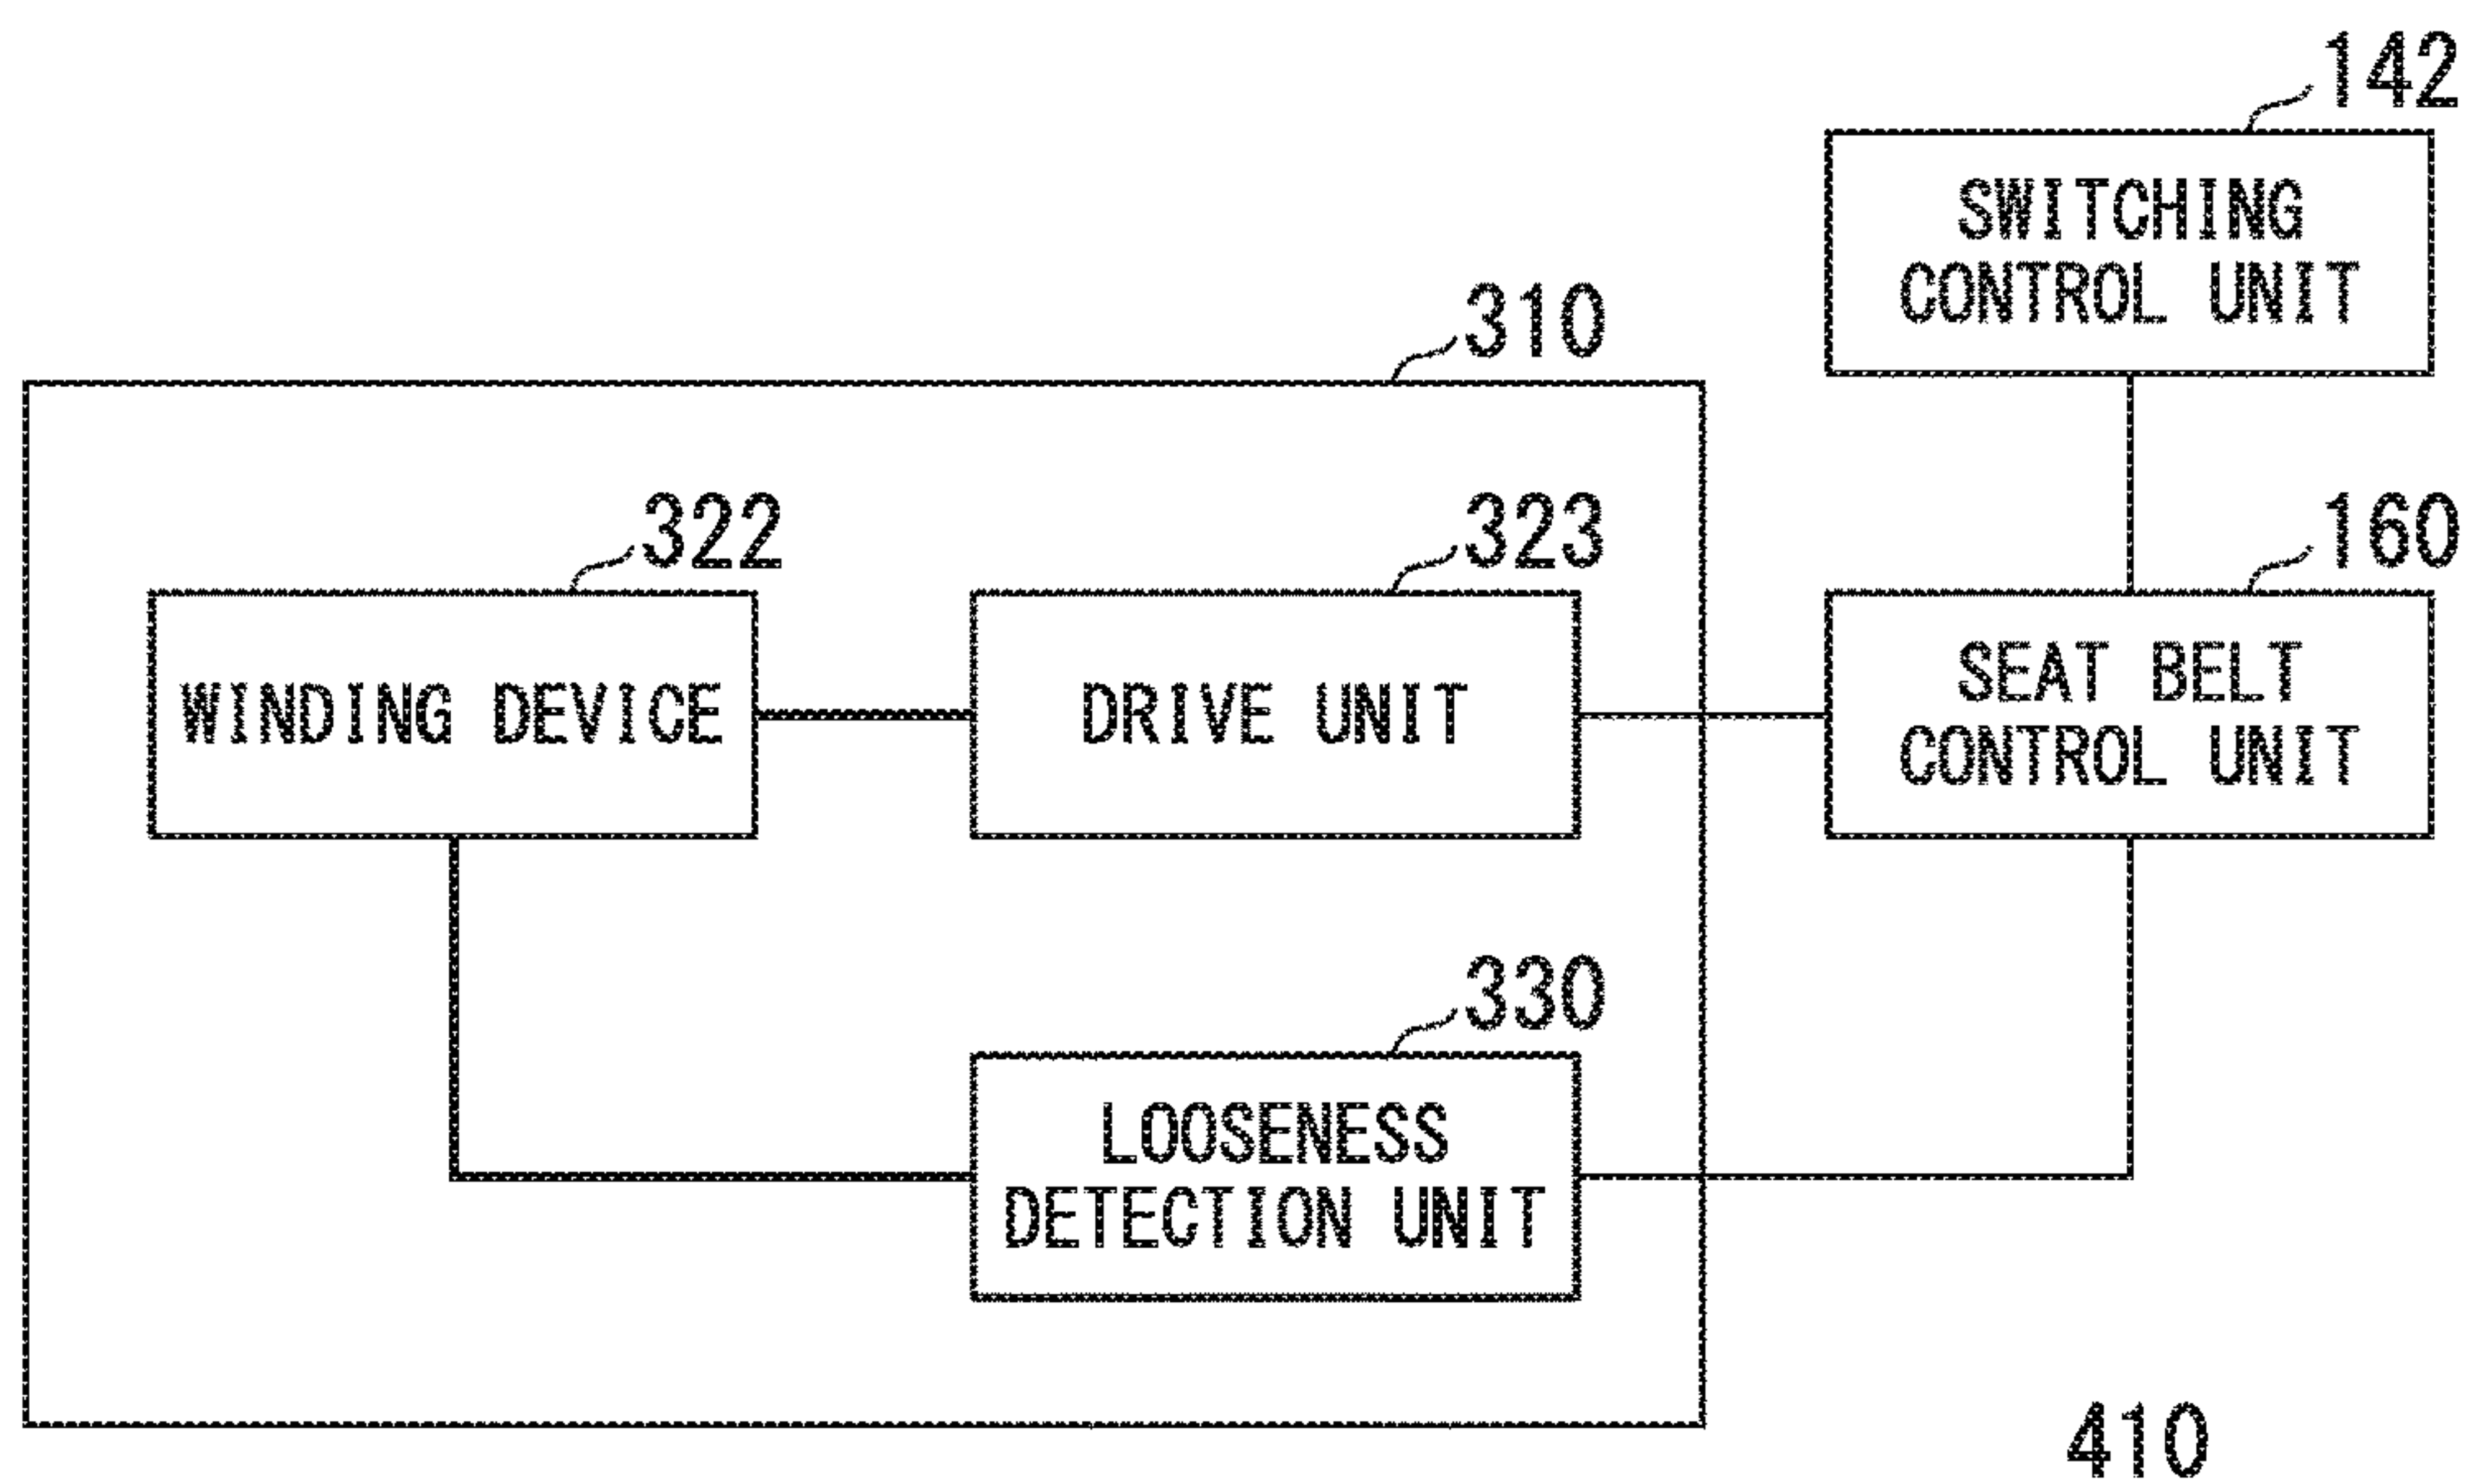 142
SWITCHING
CONTROL UNIT
310
322
323
160
WINDING DEVICE
DRIVE UNIT
SEAT BELT
CONTROL UNIT
330
LOOSENESS
DETECTION UNIT
410